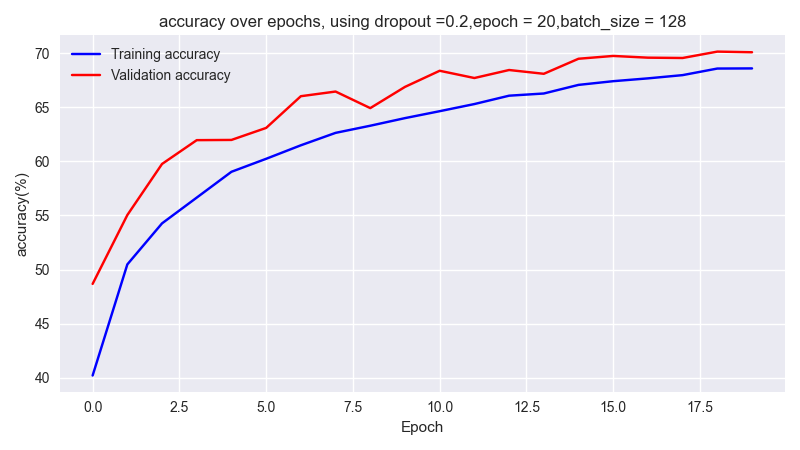 accuracy over epochs, using dropout =0.2,epoch = 20,batch_size = 128
Training accuracy
Validation accuracy
70
65
60
55
50
45
40
accuracy(%)
0.0 2.5 5.0 7.5 10.0 12.5 15.0 17.5
Epoch